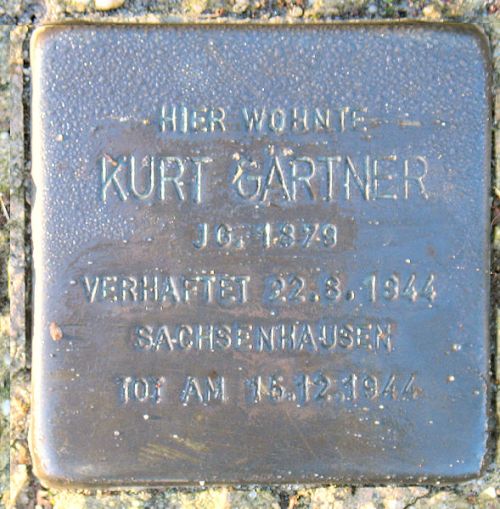 HIER WOHNTE
KURT GÄRTNER
JG. 1879
VERHAFTET 22.8.1944
SACHSENHAUSEN
TOT AM 15.12.1944